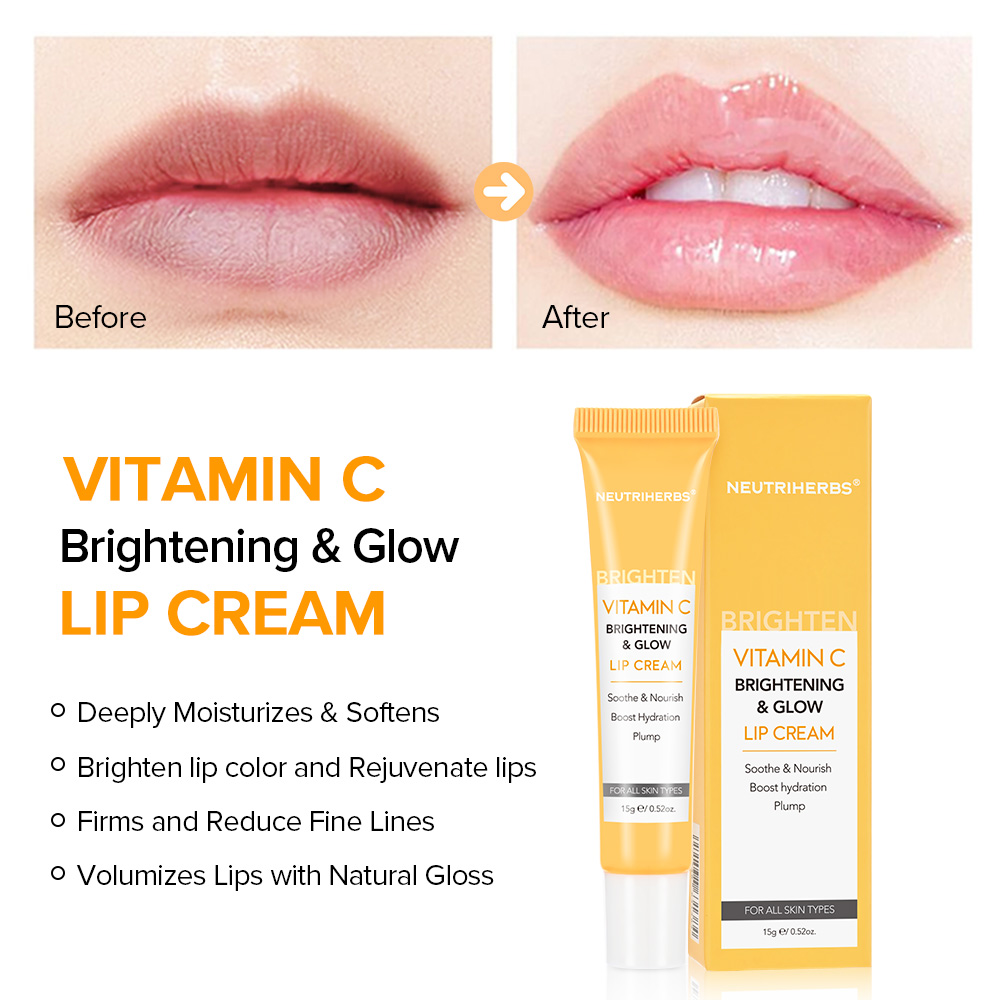 Before
After
VITAMIN C
Brightening & Glow
LIP CREAM
Deeply Moisturizes & Softens
Brighten lip color and Rejuvenate lips
Firms and Reduce Fine Lines
Volumizes Lips with Natural Gloss
NEUTRIHERBS®
BRIGHTEN
VITAMIN C
BRIGHTENING
& GLOW
LIP CREAM
Soothe & Nourish
Boost Hydration
Plump
FOR ALL SKIN TYPES
15g ℮/ 0.52oz.
NEUTRIHERBS®
BRIGHTEN
VITAMIN C
BRIGHTENING
& GLOW
LIP CREAM
Soothe & Nourish
Boost hydration
Plump
FOR ALL SKIN TYPES
15g ℮/ 0.52oz.